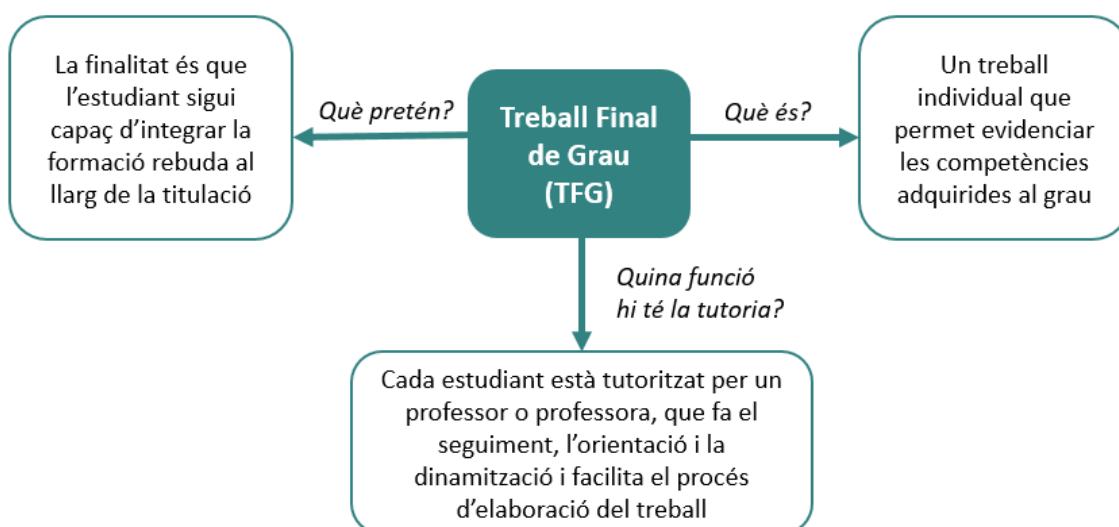 La finalitat és que
l’estudiant sigui
capaç d’integrar la
formació rebuda al
llarg de la titulació
Què pretén?
Treball Final
de Grau
(TFG)
Què és?
Un treball
individual que
permet evidenciar
les competències
adquirides al grau
Quina funció
hi té la tutoria?
Cada estudiant està tutoritzat per un
professor o professora, que fa el
seguiment, l’orientació i la
dinamització i facilita el procés
d’elaboració del treball